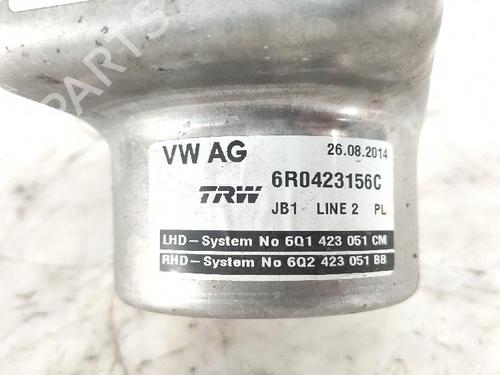 VW AG 26.08.2014
TRW 6R0423156C
JB1 LINE 2 PL
LHD-System No 6Q1 423 051 CM
RHD-System No 6Q2 423 051 BB
PARTS